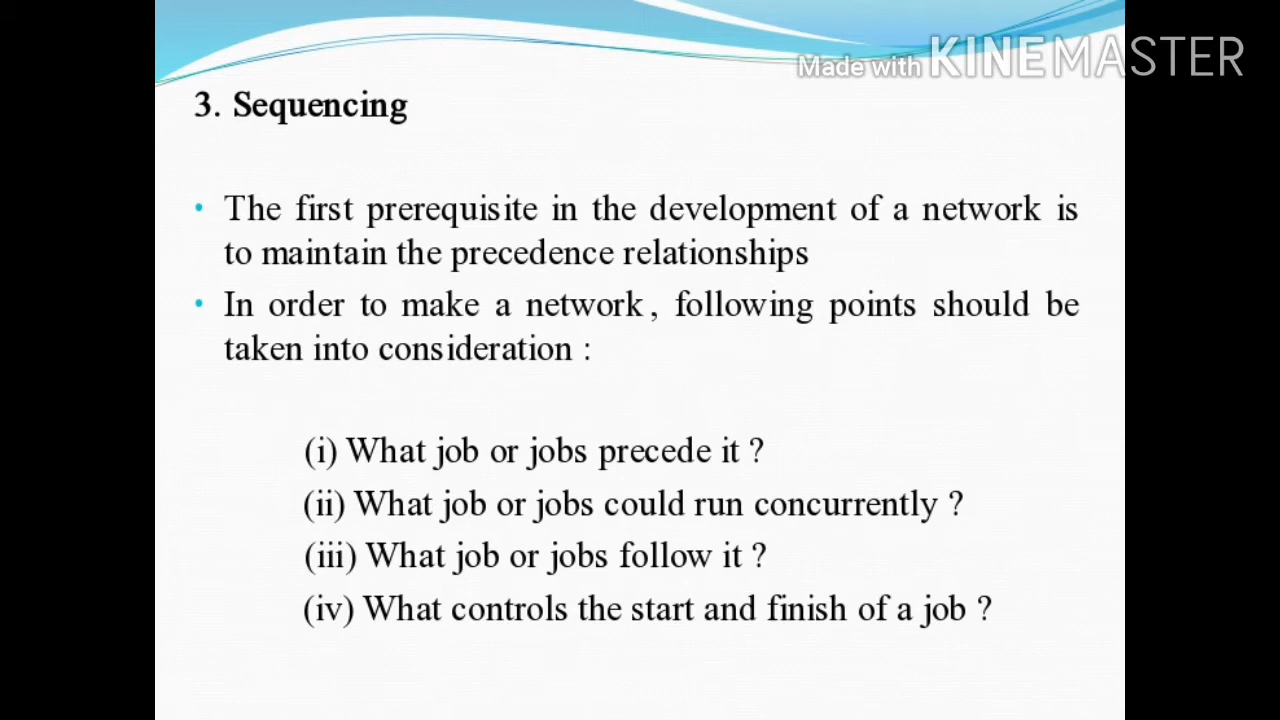 Made with KINEMASTER
3. Sequencing
• The first prerequisite in the development of a network is
to maintain the precedence relationships
• In order to make a network, following points should be
taken into consideration :
(i) What job or jobs precede it ?
(ii) What job or jobs could run concurrently ?
(iii) What job or jobs follow it ?
(iv) What controls the start and finish of a job ?